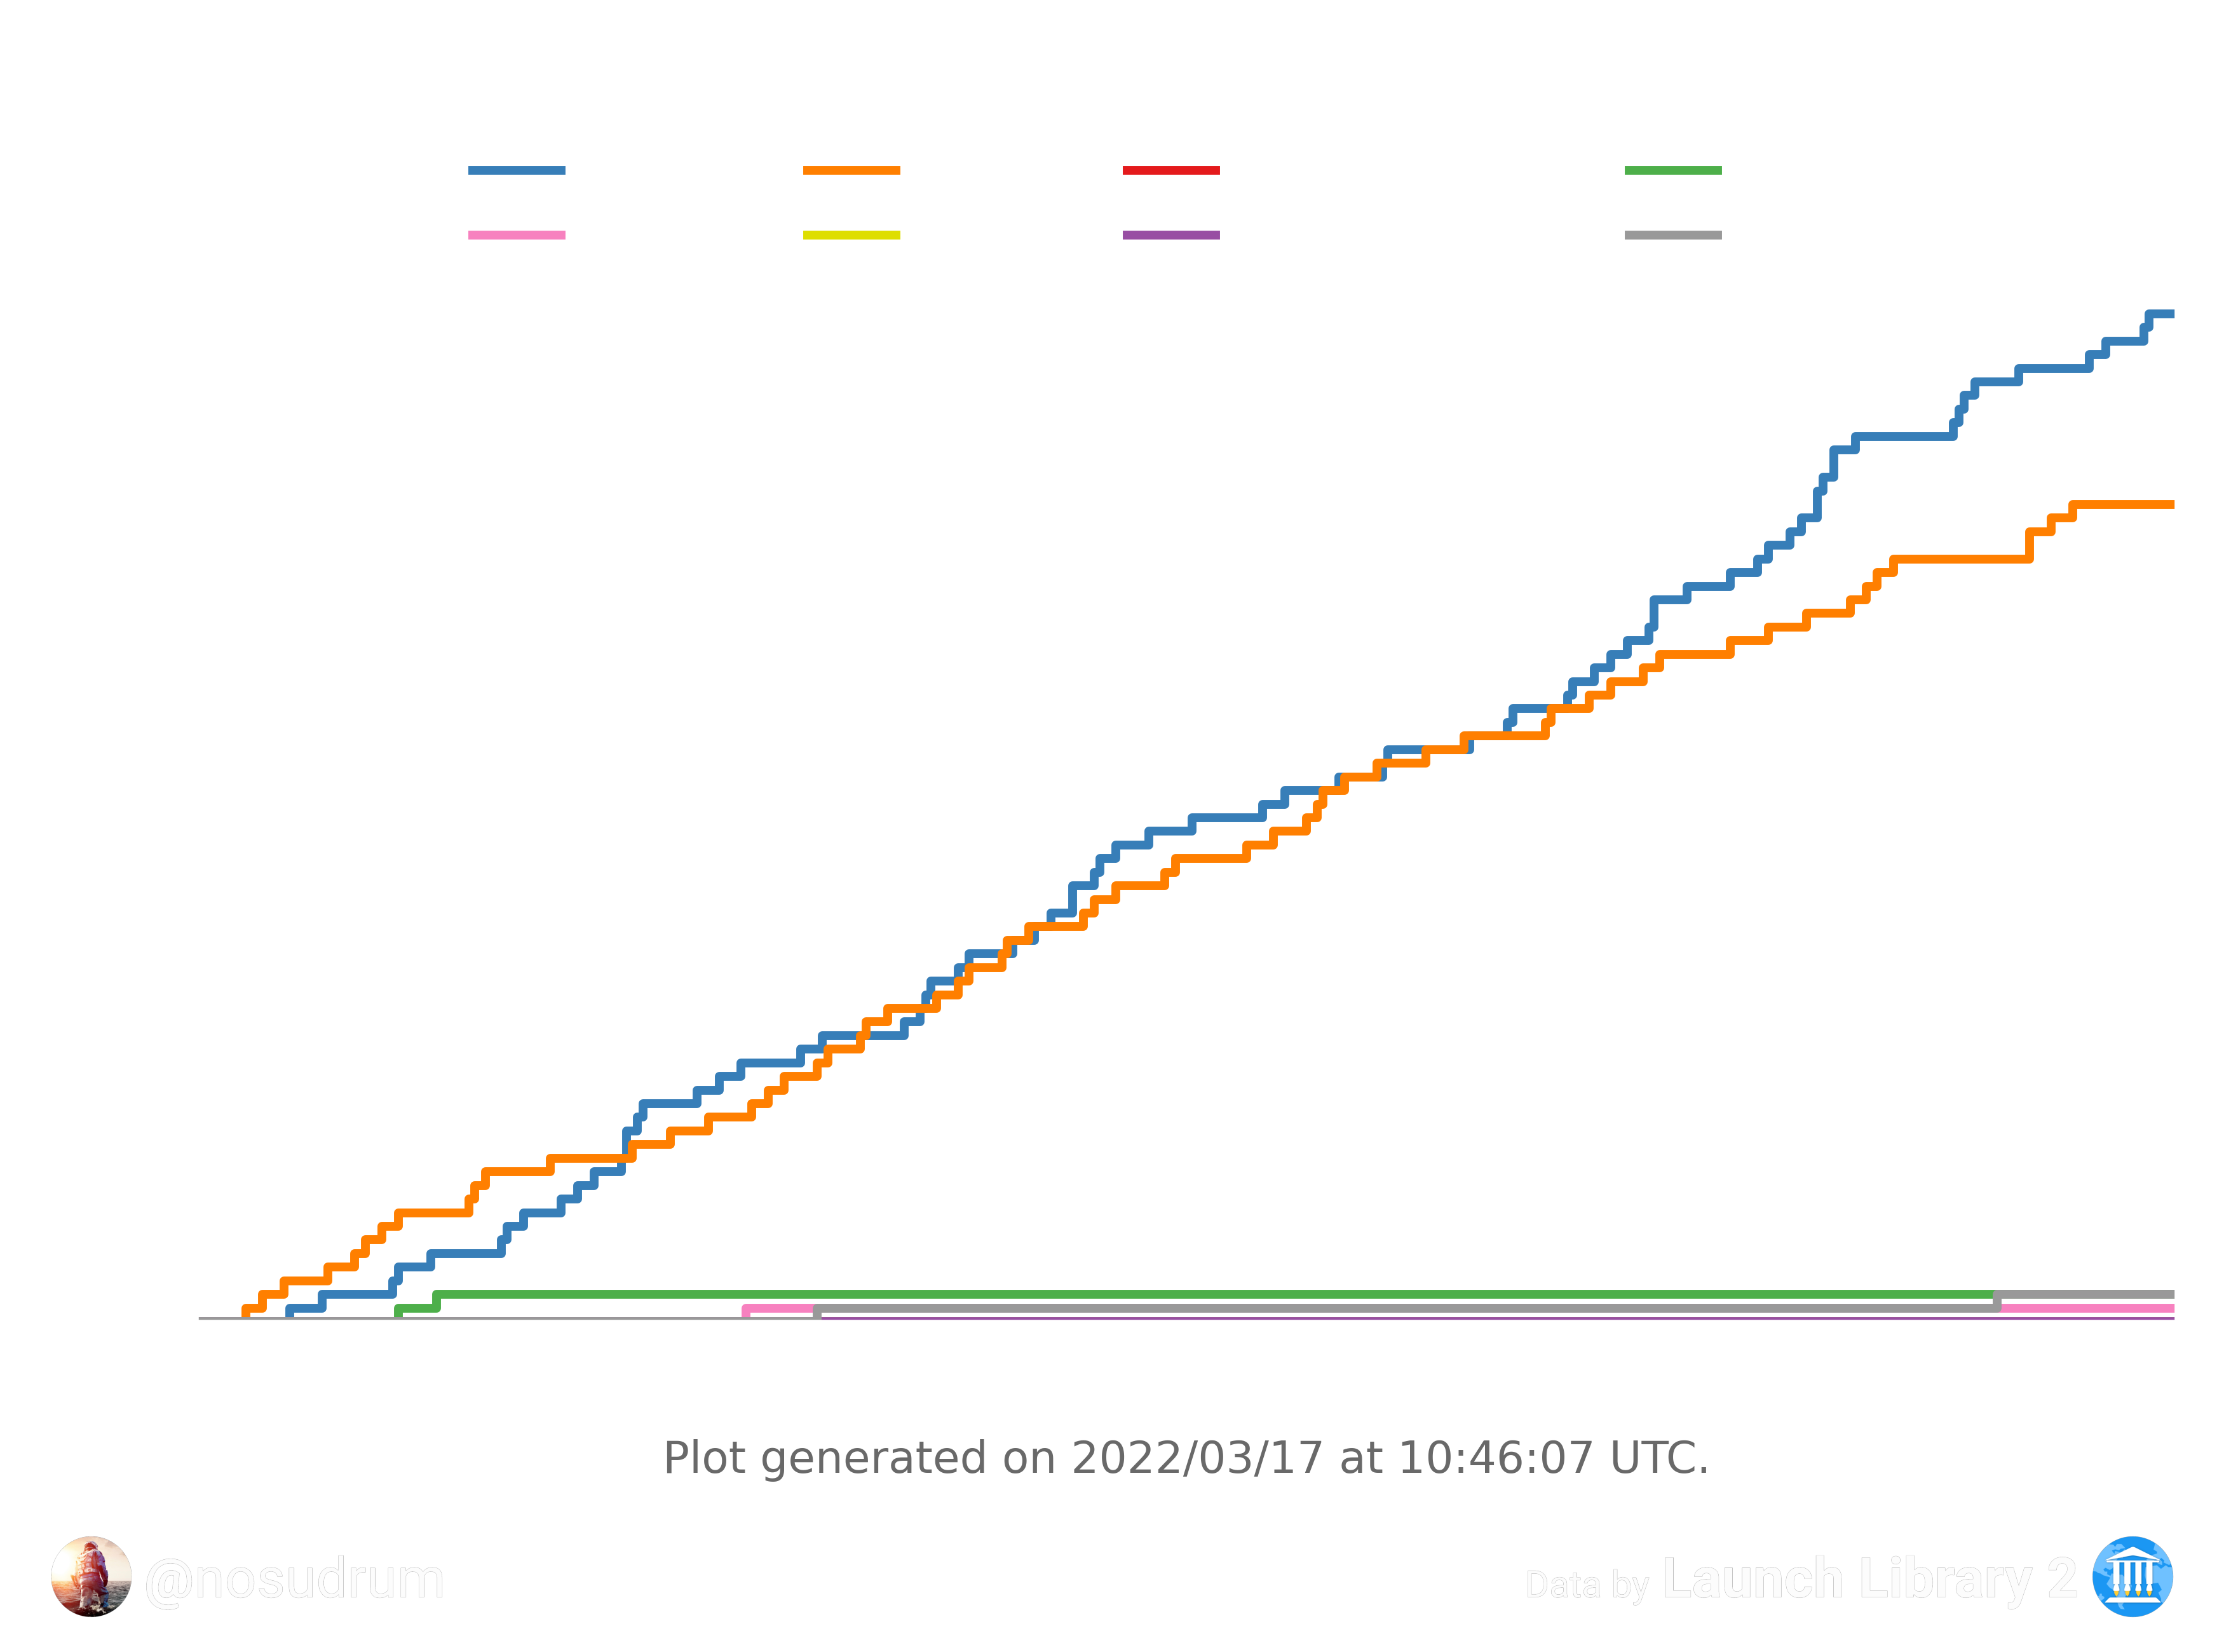 Plot generated on 2022/03/17 at 10:46:07 UTC.
@nosudrum
Data by Launch Library 2